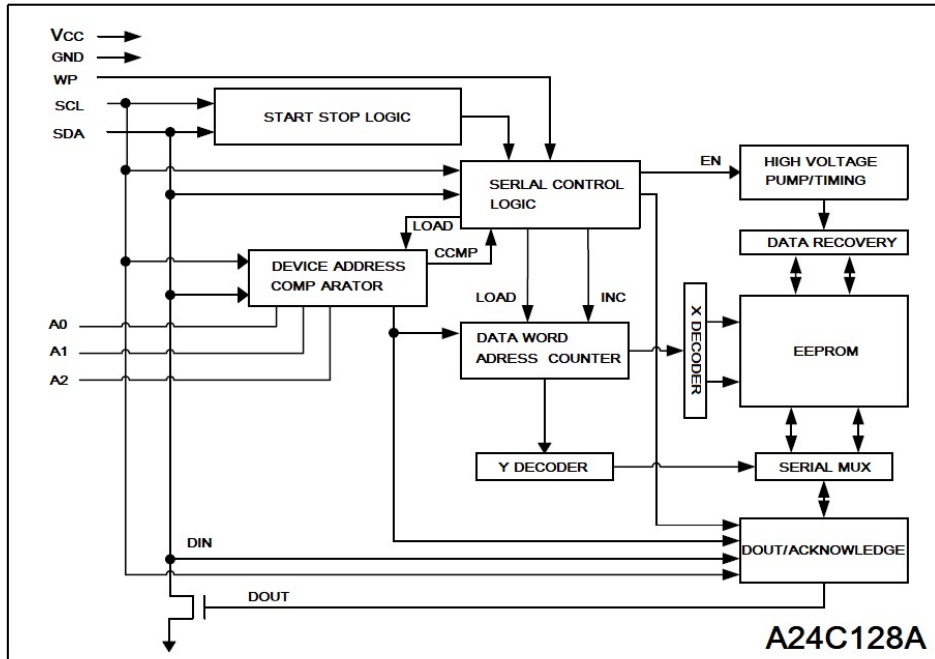 VCC
GND
WP
SCL
SDA
START STOP LOGIC
SERLAL CONTROL
LOGIC
EN
HIGH VOLTAGE
PUMP/TIMING
DATA RECOVERY
LOAD
CCMP
DEVICE ADDRESS
COMP ARATOR
LOAD
INC
A0
A1
A2
DATA WORD
ADRESS COUNTER
X DECODER
EEPROM
Y DECODER
SERIAL MUX
DIN
DOUT/ACKNOWLEDGE
DOUT
A24C128A